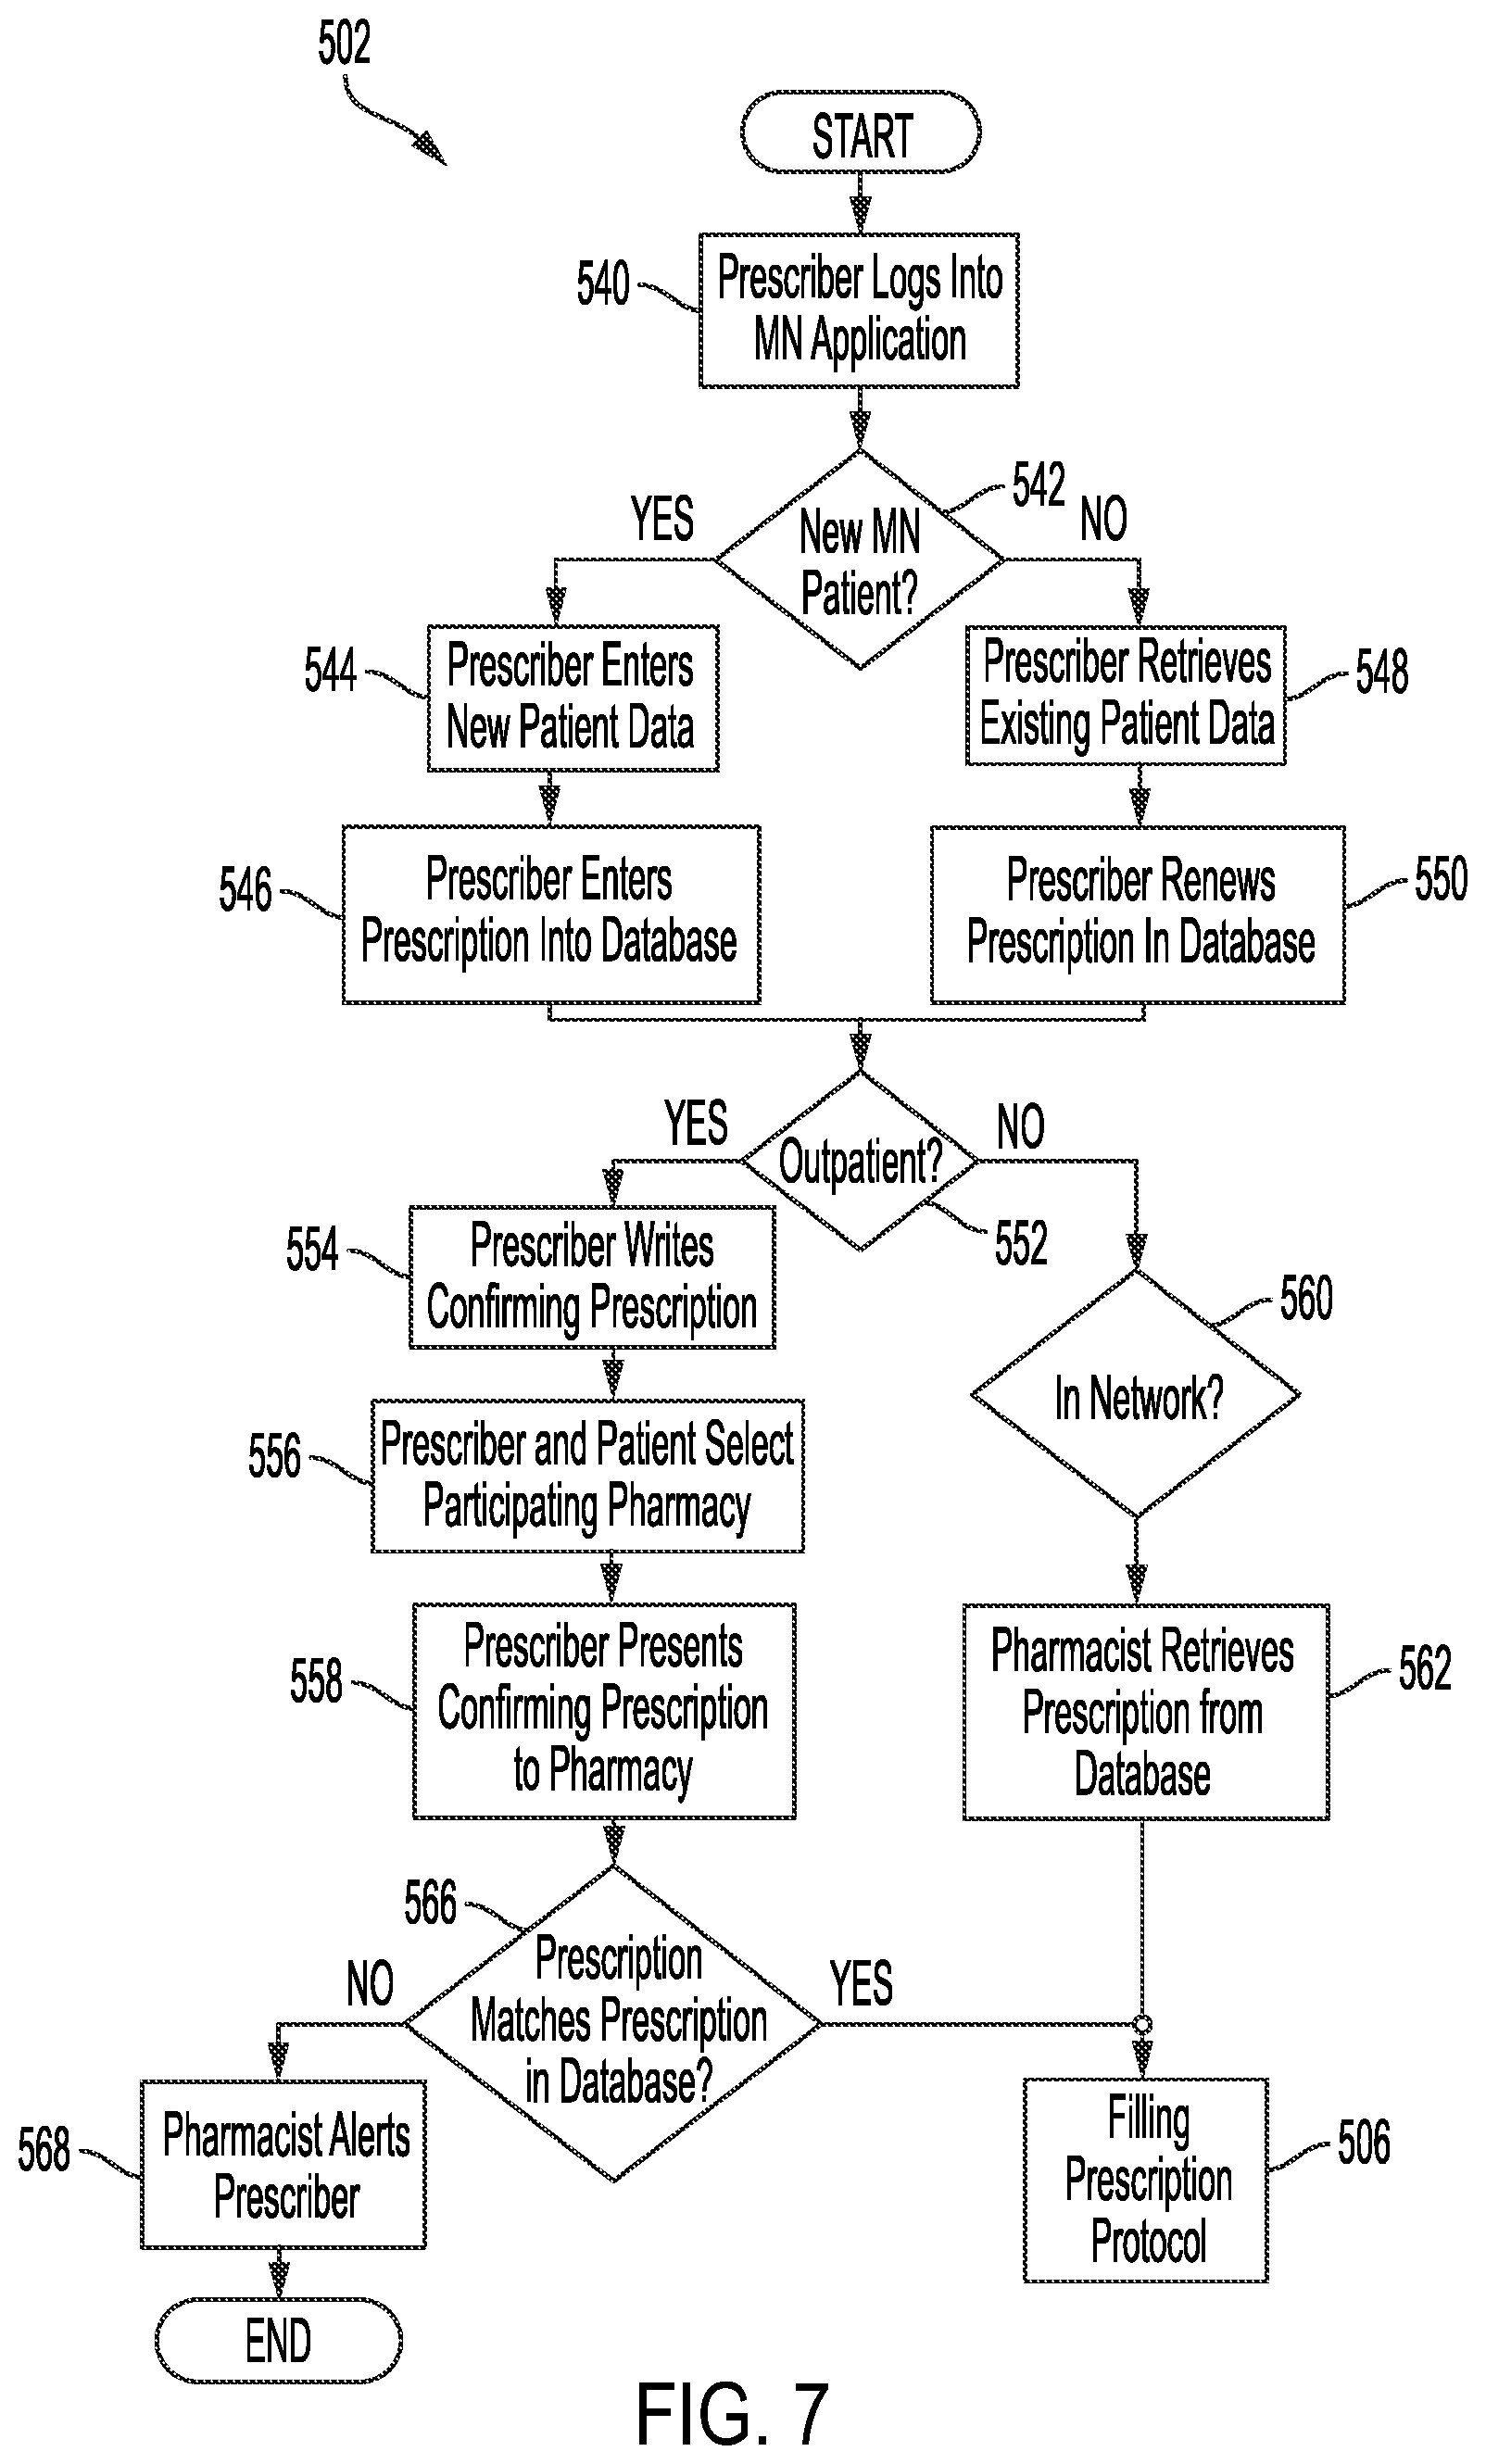 502
START
540
Prescriber Logs Into
MN Application
542
YES
NO
New MN
Patient?
544
Prescriber Enters
New Patient Data
Prescriber Retrieves
Existing Patient Data
548
546
Prescriber Enters
Prescription Into Database
Prescriber Renews
Prescription In Database
550
YES
NO
Outpatient?
552
554
Prescriber Writes
Confirming Prescription
560
In Network?
556
Prescriber and Patient Select
Participating Pharmacy
558
Prescriber Presents
Confirming Prescription
to Pharmacy
Pharmacist Retrieves
Prescription from
Database
562
566
NO
YES
Prescription
Matches Prescription
in Database?
568
Pharmacist Alerts
Prescriber
Filling
Prescription
Protocol
506
END
FIG. 7